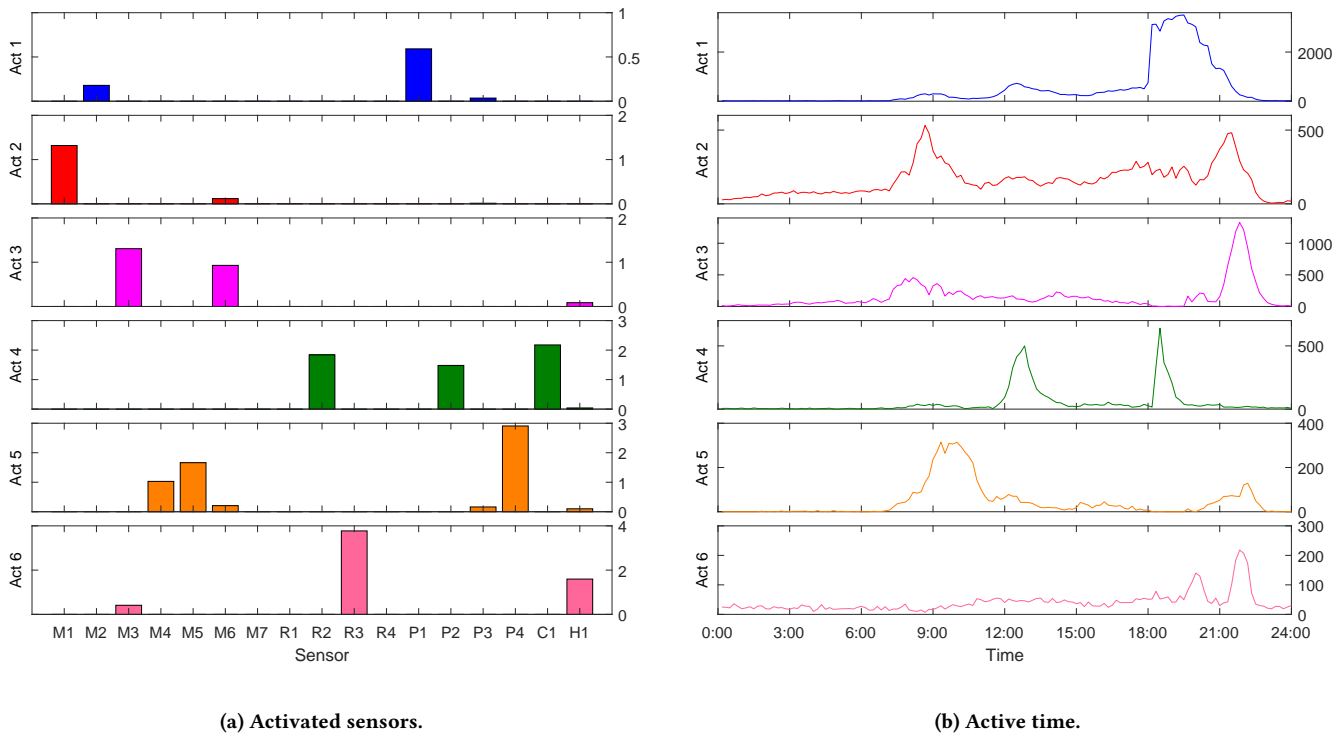 Act 1
0
0.5
1
Act 2
0
1
2
Act 3
0
1
2
Act 4
0
1
2
3
Act 5
0
1
2
3
Act 6
0
2
4
M1 M2 M3 M4 M5 M6 M7 R1 R2 R3 R4 P1 P2 P3 P4 C1 H1
Sensor
(a) Activated sensors.
Act 1
0
2000
Act 2
0
500
Act 3
0
500
1000
Act 4
0
500
Act 5
0
200
400
Act 6
0
100
200
300
0:00 3:00 6:00 9:00 12:00 15:00 18:00 21:00 24:00
Time
(b) Active time.